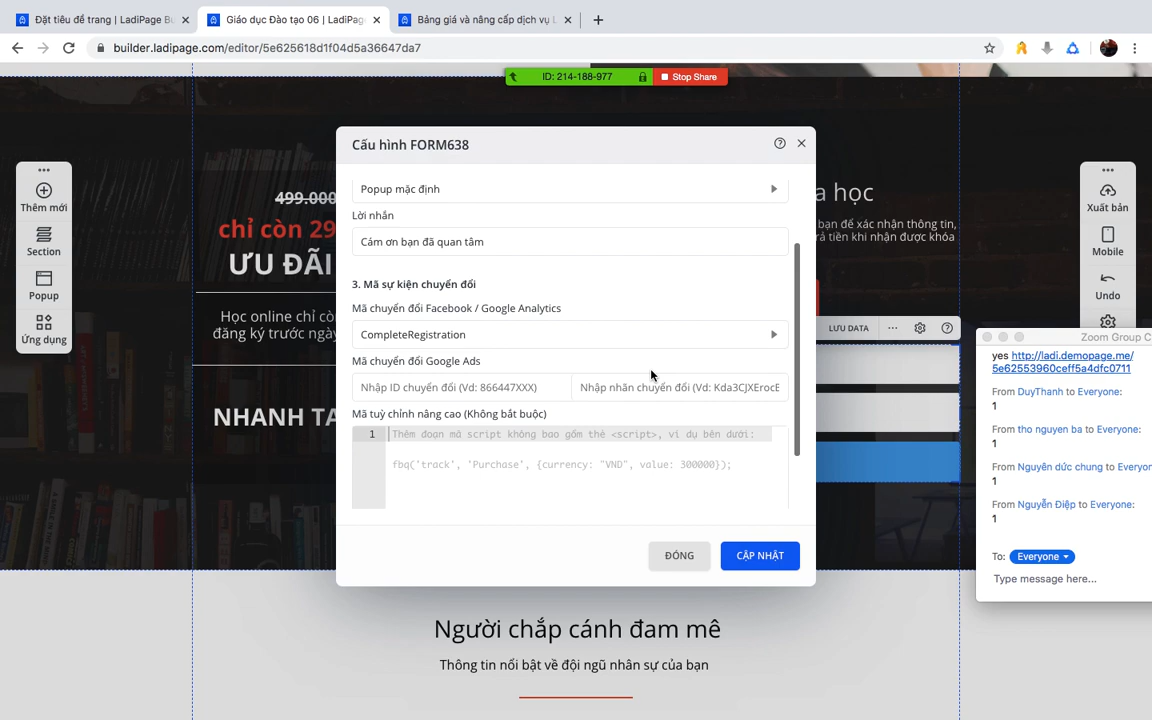 Đặt tiêu đề trang | LadiPage Bu
Giáo dục Đào tạo 06 | LadiPage
Bảng giá và nâng cấp dịch vụ L
builder.ladipage.com/editor/5e625618d1f04d5a36647da7
ID: 214-188-977
Stop Share
Cấu hình FORM638
Popup mặc định
Lời nhắn
Cảm ơn bạn đã quan tâm
3. Mã sự kiện chuyển đổi
Mã chuyển đổi Facebook / Google Analytics
CompleteRegistration
Mã chuyển đổi Google Ads
Nhập ID chuyển đổi (Vd: 866447XXX)
Nhập nhãn chuyển đổi (Vd: Kda3CJXErocE
Mã tuỳ chỉnh nâng cao (Không bắt buộc)
1
Thêm đoạn mã script không bao gồm thẻ <script>, ví dụ bên dưới:
fbq('track', 'Purchase', {currency: "VND", value: 300000});
ĐÓNG
CẬP NHẬT
Thêm mới
Section
Popup
Ứng dụng
499.000
chỉ còn 29
ƯU ĐÃI
Học online chỉ cò
đăng ký trước ngày
NHANH TA
a học
bạn để xác nhận thông tin,
rả tiền khi nhận được khóa
LƯU DATA
Xuất bản
Mobile
Undo
Zoom Group C
yes http://ladi.demopage.me/
5e62553960ceff5a4dfc0711
From DuyThanh to Everyone:
1
From tho nguyen ba to Everyone:
1
From Nguyên dức chung to Everyon
1
From Nguyễn Điệp to Everyone:
1
To: Everyone
Type message here...
Người chắp cánh đam mê
Thông tin nổi bật về đội ngũ nhân sự của bạn